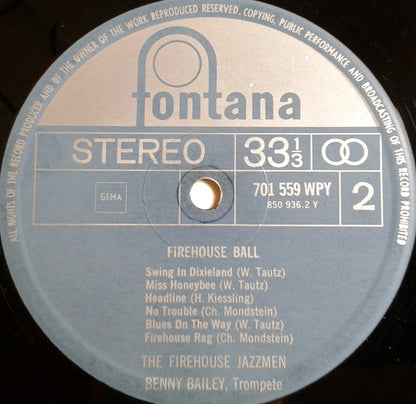 ALL RIGHTS OF THE RECORD PRODUCER AND OF THE OWNER OF THE WORK REPRODUCED RESERVED. COPYING, PUBLIC PERFORMANCE AND BROADCASTING OF THIS RECORD PROHIBITED
fontana
STEREO 33 1/3
GEMA 701 559 WPY 2
850 936.2 Y
FIREHOUSE BALL
Swing In Dixieland (W. Tautz)
Miss Honeybee (W. Tautz)
Headline (H. Kiessling)
No Trouble (Ch. Mondstein)
Blues On The Way (W. Tautz)
Firehouse Rag (Ch. Mondstein)
THE FIREHOUSE JAZZMEN
BENNY BAILEY, Trompete